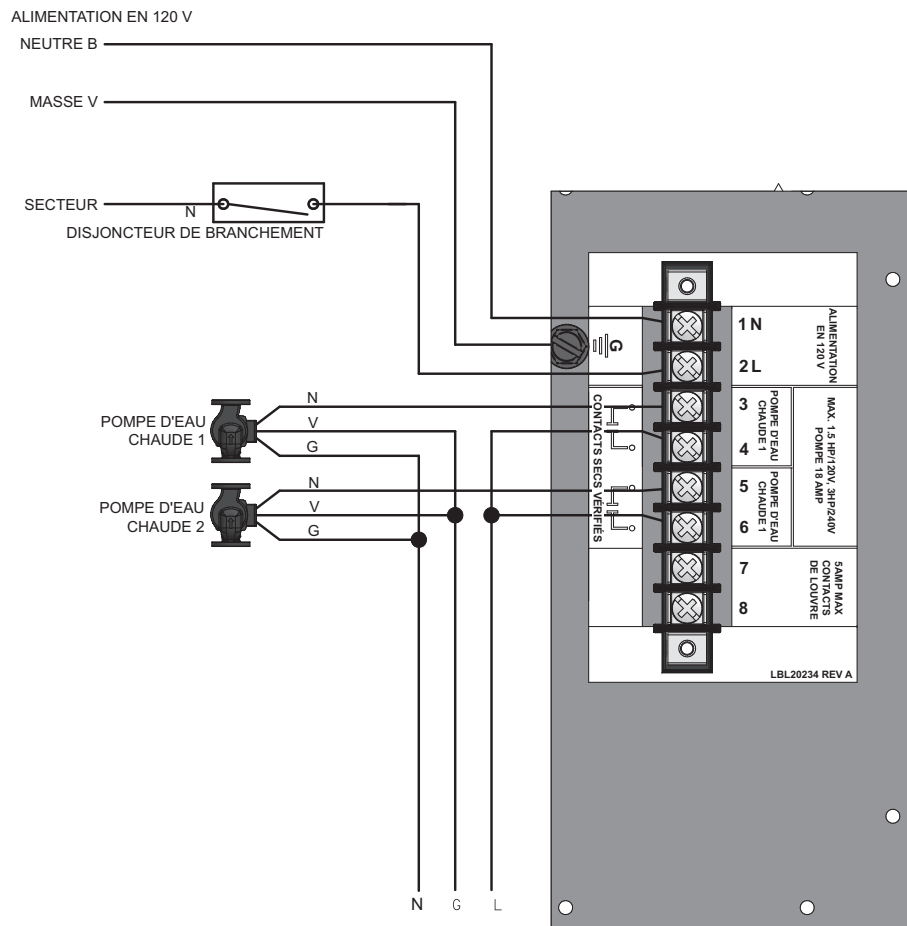 ALIMENTATION EN 120 V
NEUTRE B
MASSE V
SECTEUR
N
DISJONCTEUR DE BRANCHEMENT
G
1 N
2 L
ALIMENTATION
EN 120 V
CONTACTS SECS VÉRIFIÉS
3
4
POMPE D'EAU
CHAUDE 1
5
6
POMPE D'EAU
CHAUDE 1
MAX. 1.5 HP/120V, 3HP/240V
POMPE 18 AMP
7
8
5AMP MAX
CONTACTS
DE LOUVRE
LBL20234 REV A
POMPE D'EAU
CHAUDE 1
N
V
G
POMPE D'EAU
CHAUDE 2
N
V
G
N
G
L